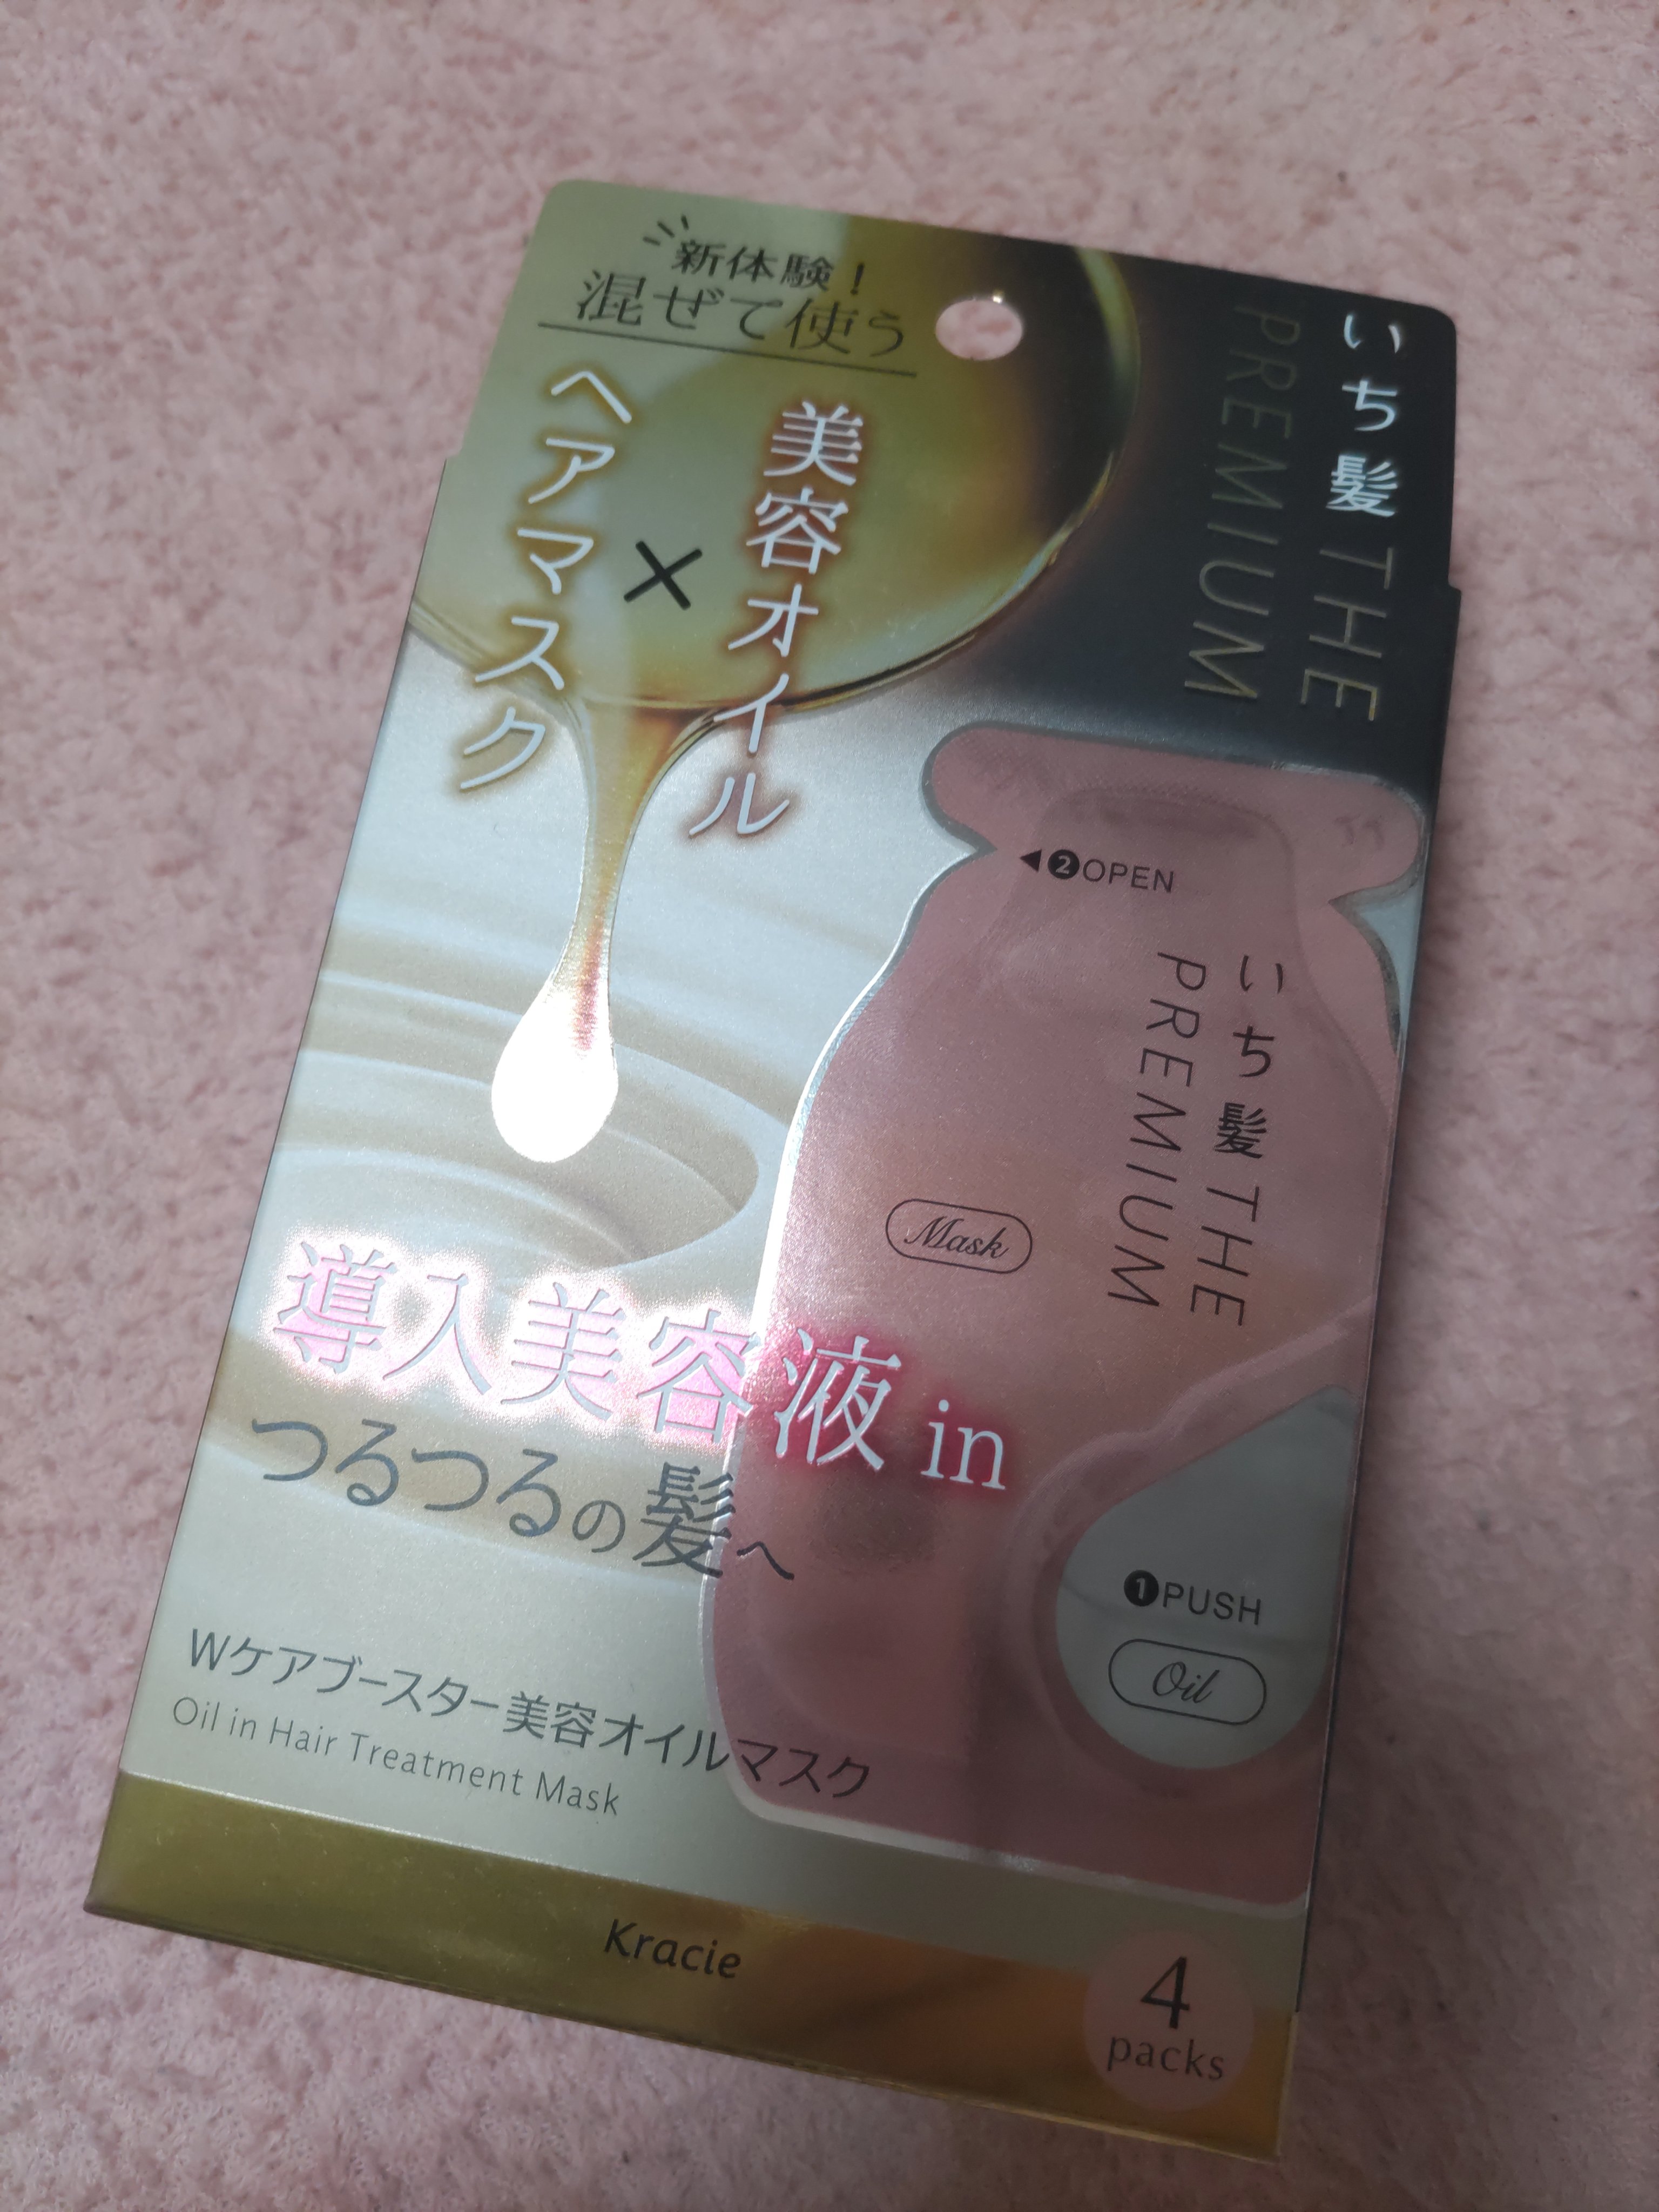 新体験！
混ぜて使う
美容オイル
×
ヘアマスク
いち髪 THE
PREMIUM
◀❷OPEN
いち髪 THE
PREMIUM
Mask
導入美容液 in
つるつるの髪へ
❶PUSH
Oil
Wケアブースター美容オイルマスク
Oil in Hair Treatment Mask
Kracie
4
packs